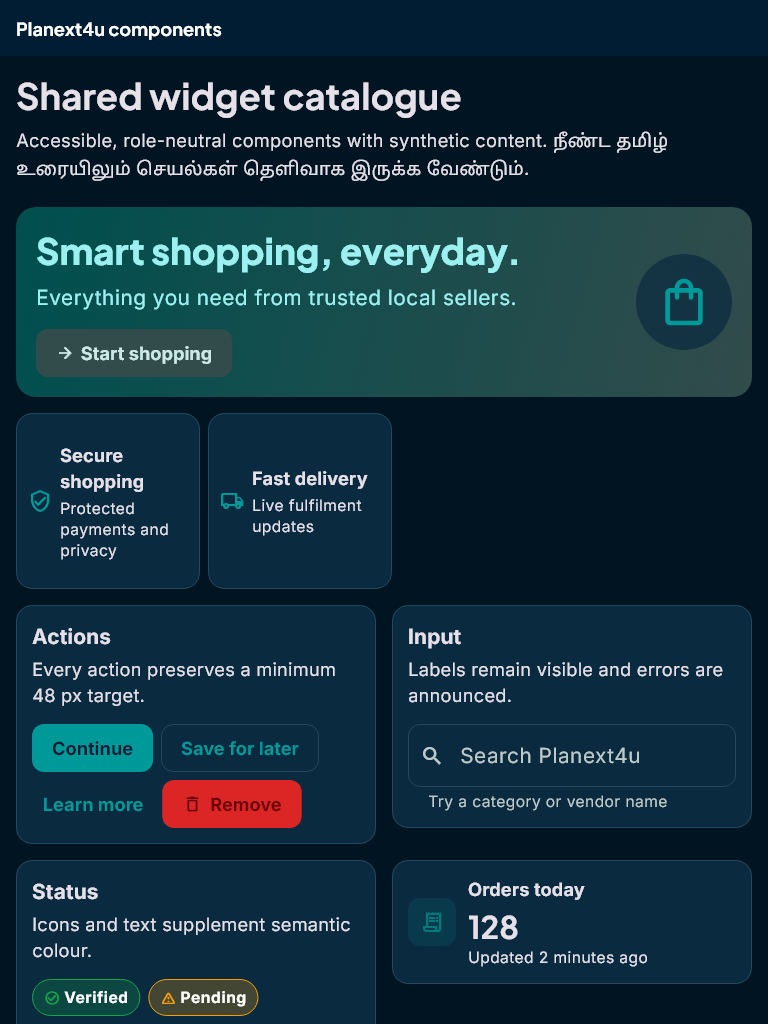 Planext4u components
Shared widget catalogue
Accessible, role-neutral components with synthetic content. நீண்ட தமிழ்
உரையிலும் செயல்கள் தெளிவாக இருக்க வேண்டும்.
Smart shopping, everyday.
Everything you need from trusted local sellers.
Start shopping
Secure
shopping
Protected
payments and
privacy
Fast delivery
Live fulfilment
updates
Actions
Every action preserves a minimum
48 px target.
Continue
Save for later
Learn more
Remove
Input
Labels remain visible and errors are
announced.
Search Planext4u
Try a category or vendor name
Status
Icons and text supplement semantic
colour.
Verified
Pending
Orders today
128
Updated 2 minutes ago